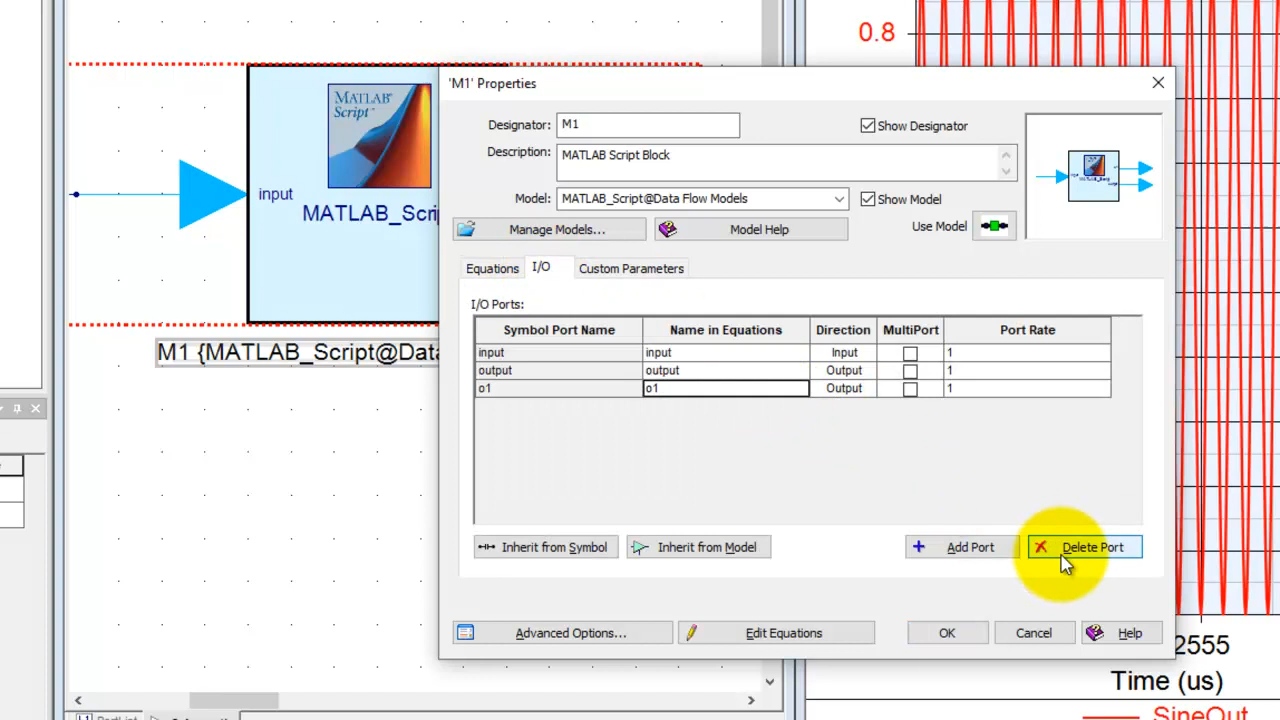 0.8
'M1' Properties
MATLAB
Script
input
MATLAB_Scri
M1 {MATLAB_Script@Data
Designator: M1
Show Designator
Description: MATLAB Script Block
Model: MATLAB_Script@Data Flow Models
Show Model
Manage Models...
Model Help
Use Model
Equations I/O Custom Parameters
I/O Ports:
Symbol Port Name Name in Equations Direction MultiPort Port Rate
input input Input 1
output output Output 1
o1 o1 Output 1
Inherit from Symbol Inherit from Model Add Port Delete Port
Advanced Options... Edit Equations OK Cancel Help
2555
Time (us)
SineOut